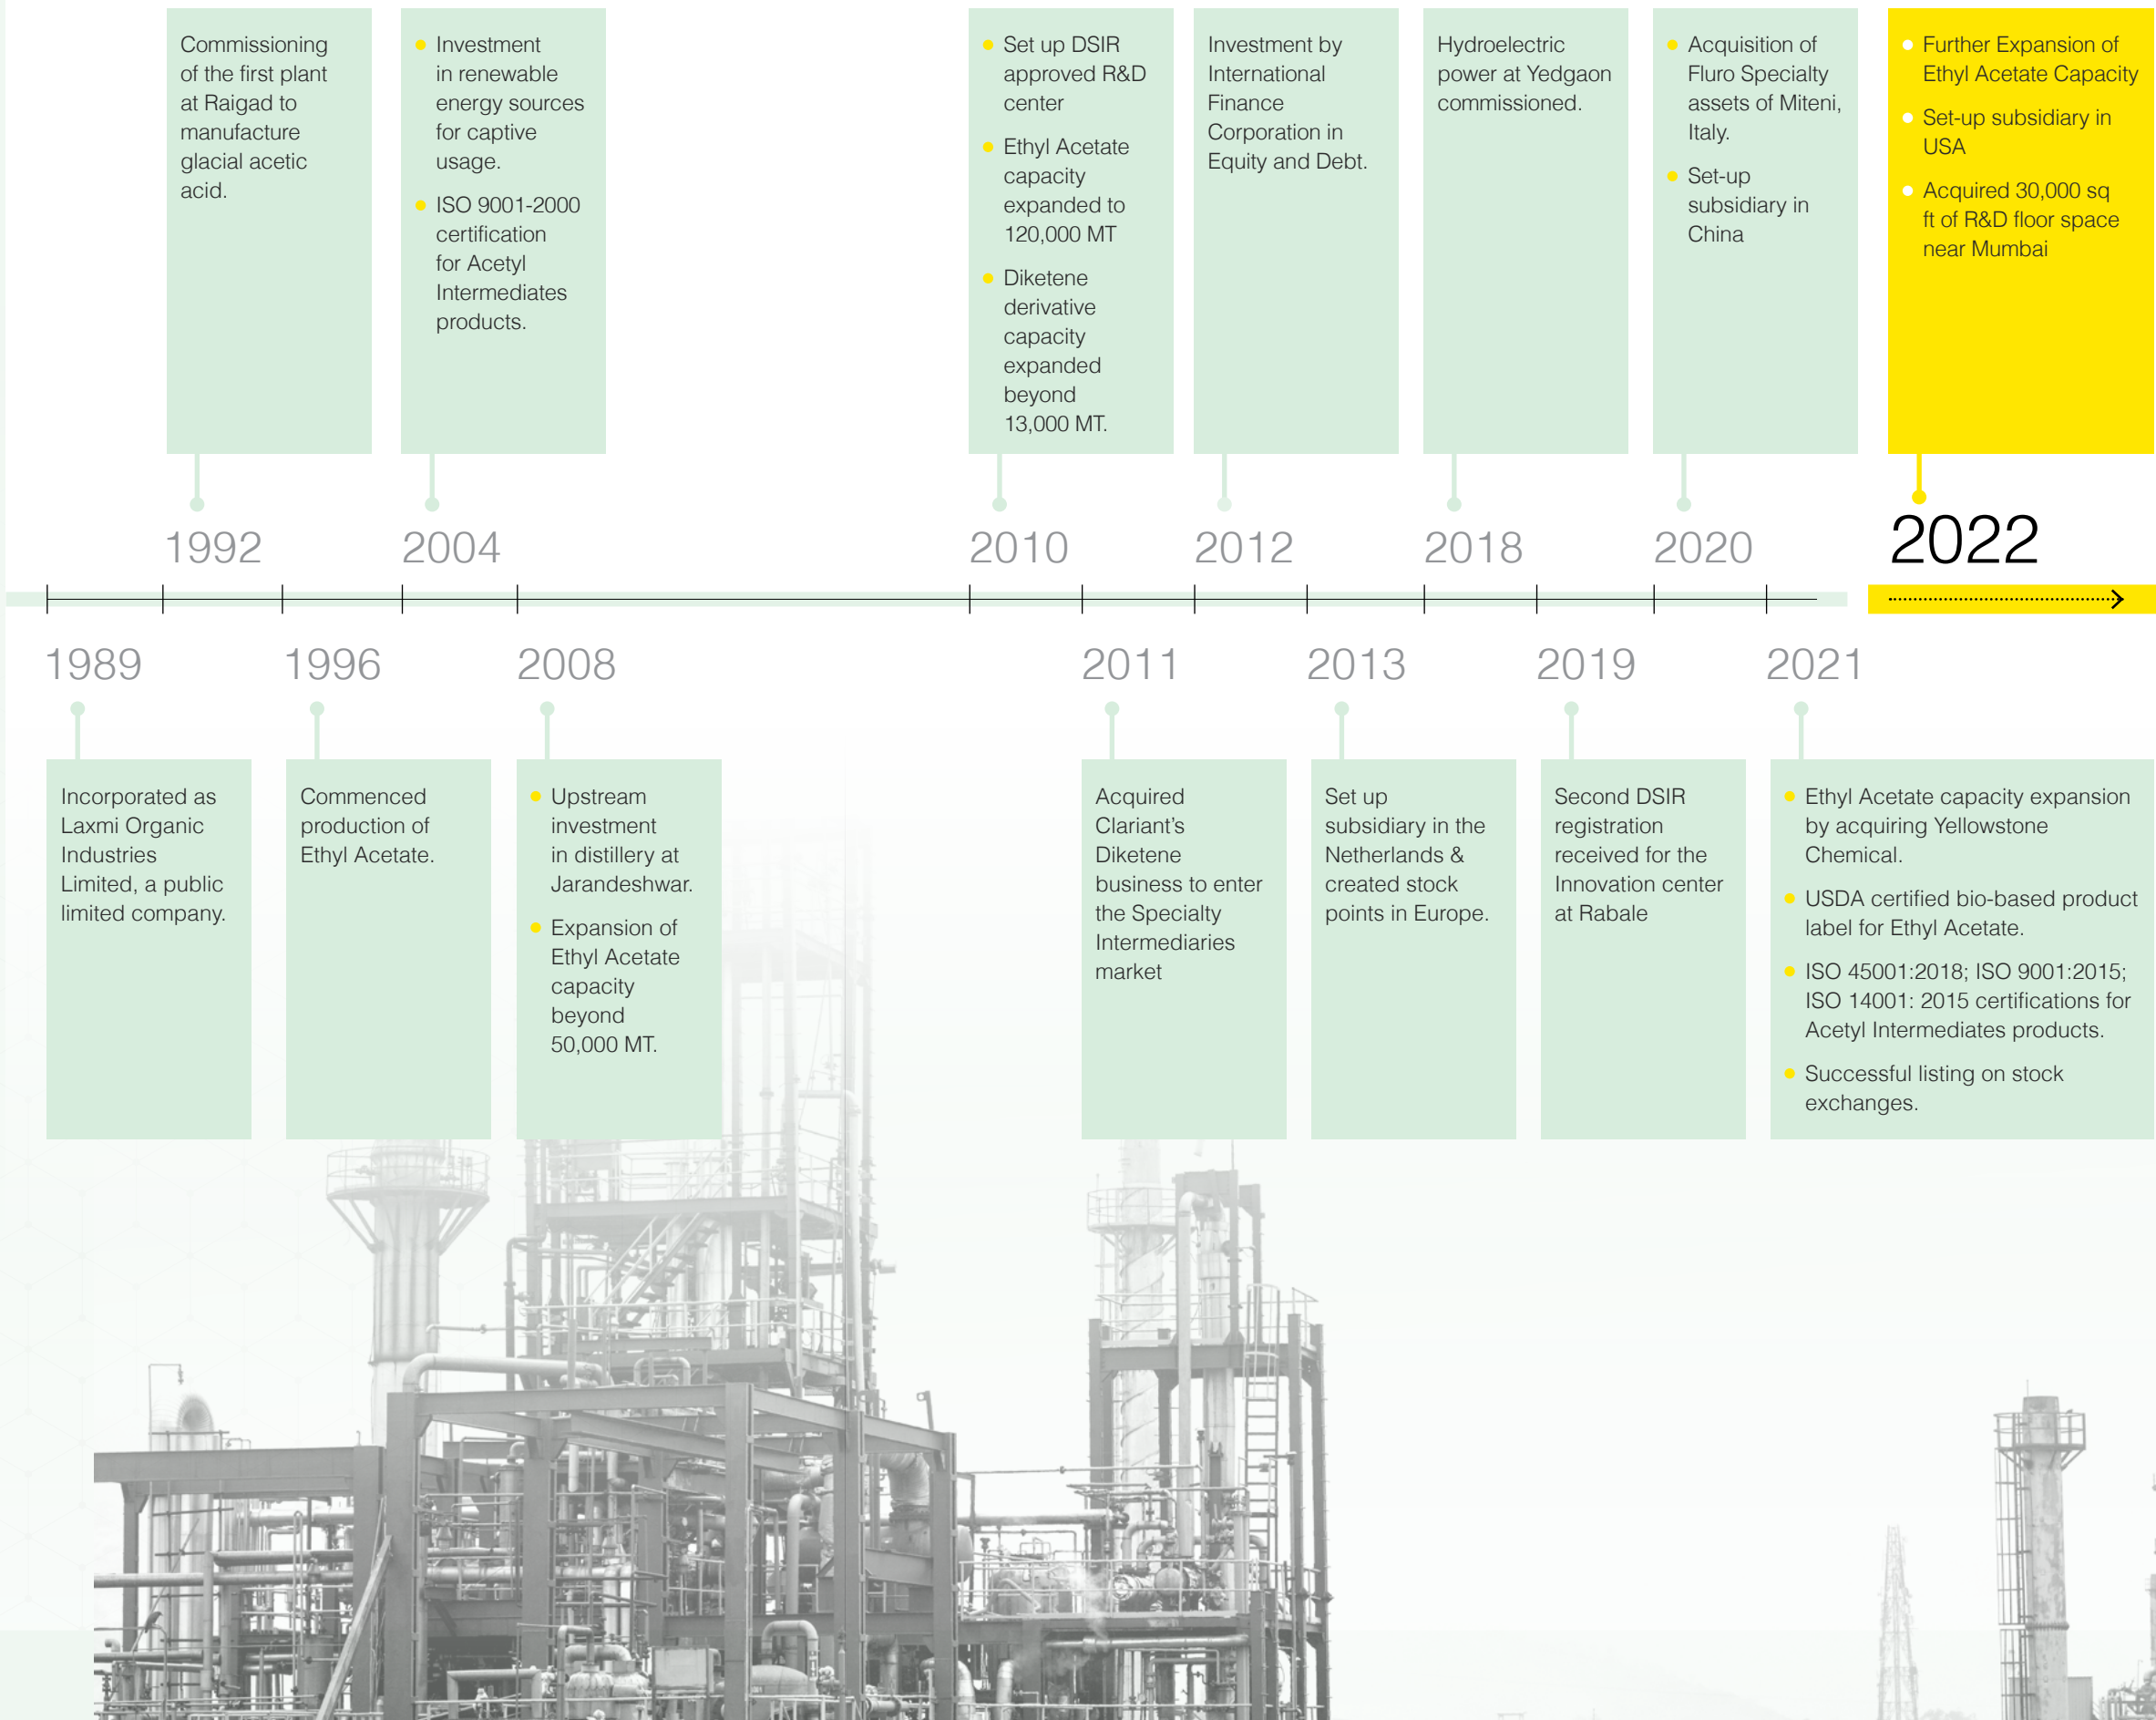 Commissioning
of the first plant
at Raigad to
manufacture
glacial acetic
acid.
Investment
in renewable
energy sources
for captive
usage.
ISO 9001-2000
certification
for Acetyl
Intermediates
products.
Set up DSIR
approved R&D
center
Ethyl Acetate
capacity
expanded to
120,000 MT
Diketene
derivative
capacity
expanded
beyond
13,000 MT.
Investment by
International
Finance
Corporation in
Equity and Debt.
Hydroelectric
power at Yedgaon
commissioned.
Acquisition of
Fluro Specialty
assets of Miteni,
Italy.
Set-up
subsidiary in
China
Further Expansion of
Ethyl Acetate Capacity
Set-up subsidiary in
USA
Acquired 30,000 sq
ft of R&D floor space
near Mumbai
1992
2004
2010
2012
2018
2020
2022
1989
1996
2008
2011
2013
2019
2021
Incorporated as
Laxmi Organic
Industries
Limited, a public
limited company.
Commenced
production of
Ethyl Acetate.
Upstream
investment
in distillery at
Jarandeshwar.
Expansion of
Ethyl Acetate
capacity
beyond
50,000 MT.
Acquired
Clariant’s
Diketene
business to enter
the Specialty
Intermediaries
market
Set up
subsidiary in the
Netherlands &
created stock
points in Europe.
Second DSIR
registration
received for the
Innovation center
at Rabale
Ethyl Acetate capacity expansion
by acquiring Yellowstone
Chemical.
USDA certified bio-based product
label for Ethyl Acetate.
ISO 45001:2018; ISO 9001:2015;
ISO 14001: 2015 certifications for
Acetyl Intermediates products.
Successful listing on stock
exchanges.